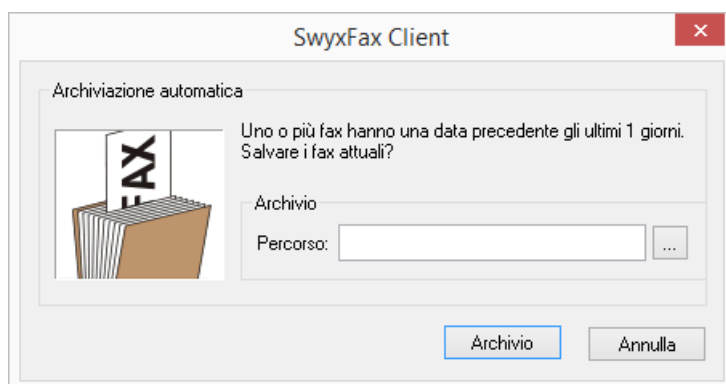 SwyxFax Client
Archiviazione automatica
FAX
Uno o più fax hanno una data precedente gli ultimi 1 giorni.
Salvare i fax attuali?
Archivio
Percorso:
...
Archivio
Annulla